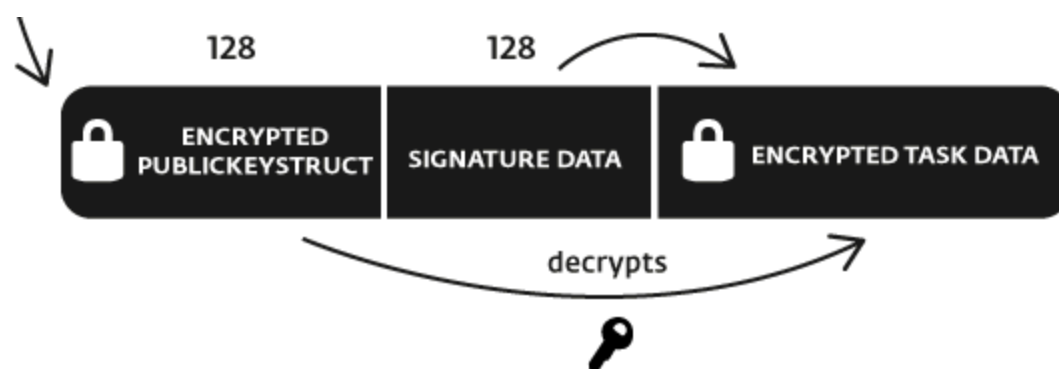 128
128
ENCRYPTED
PUBLICKEYSTRUCT
SIGNATURE DATA
ENCRYPTED TASK DATA
decrypts